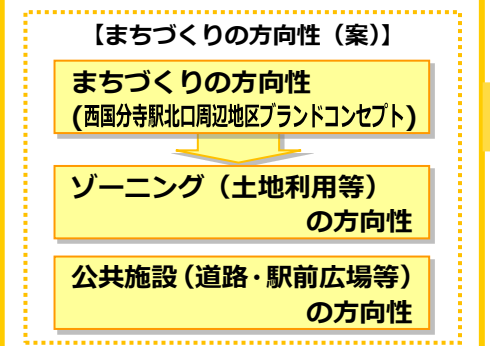 【まちづくりの方向性（案）】
まちづくりの方向性
(西国分寺駅北口周辺地区ブランドコンセプト)
ゾーニング（土地利用等）
の方向性
公共施設（道路・駅前広場等）
の方向性